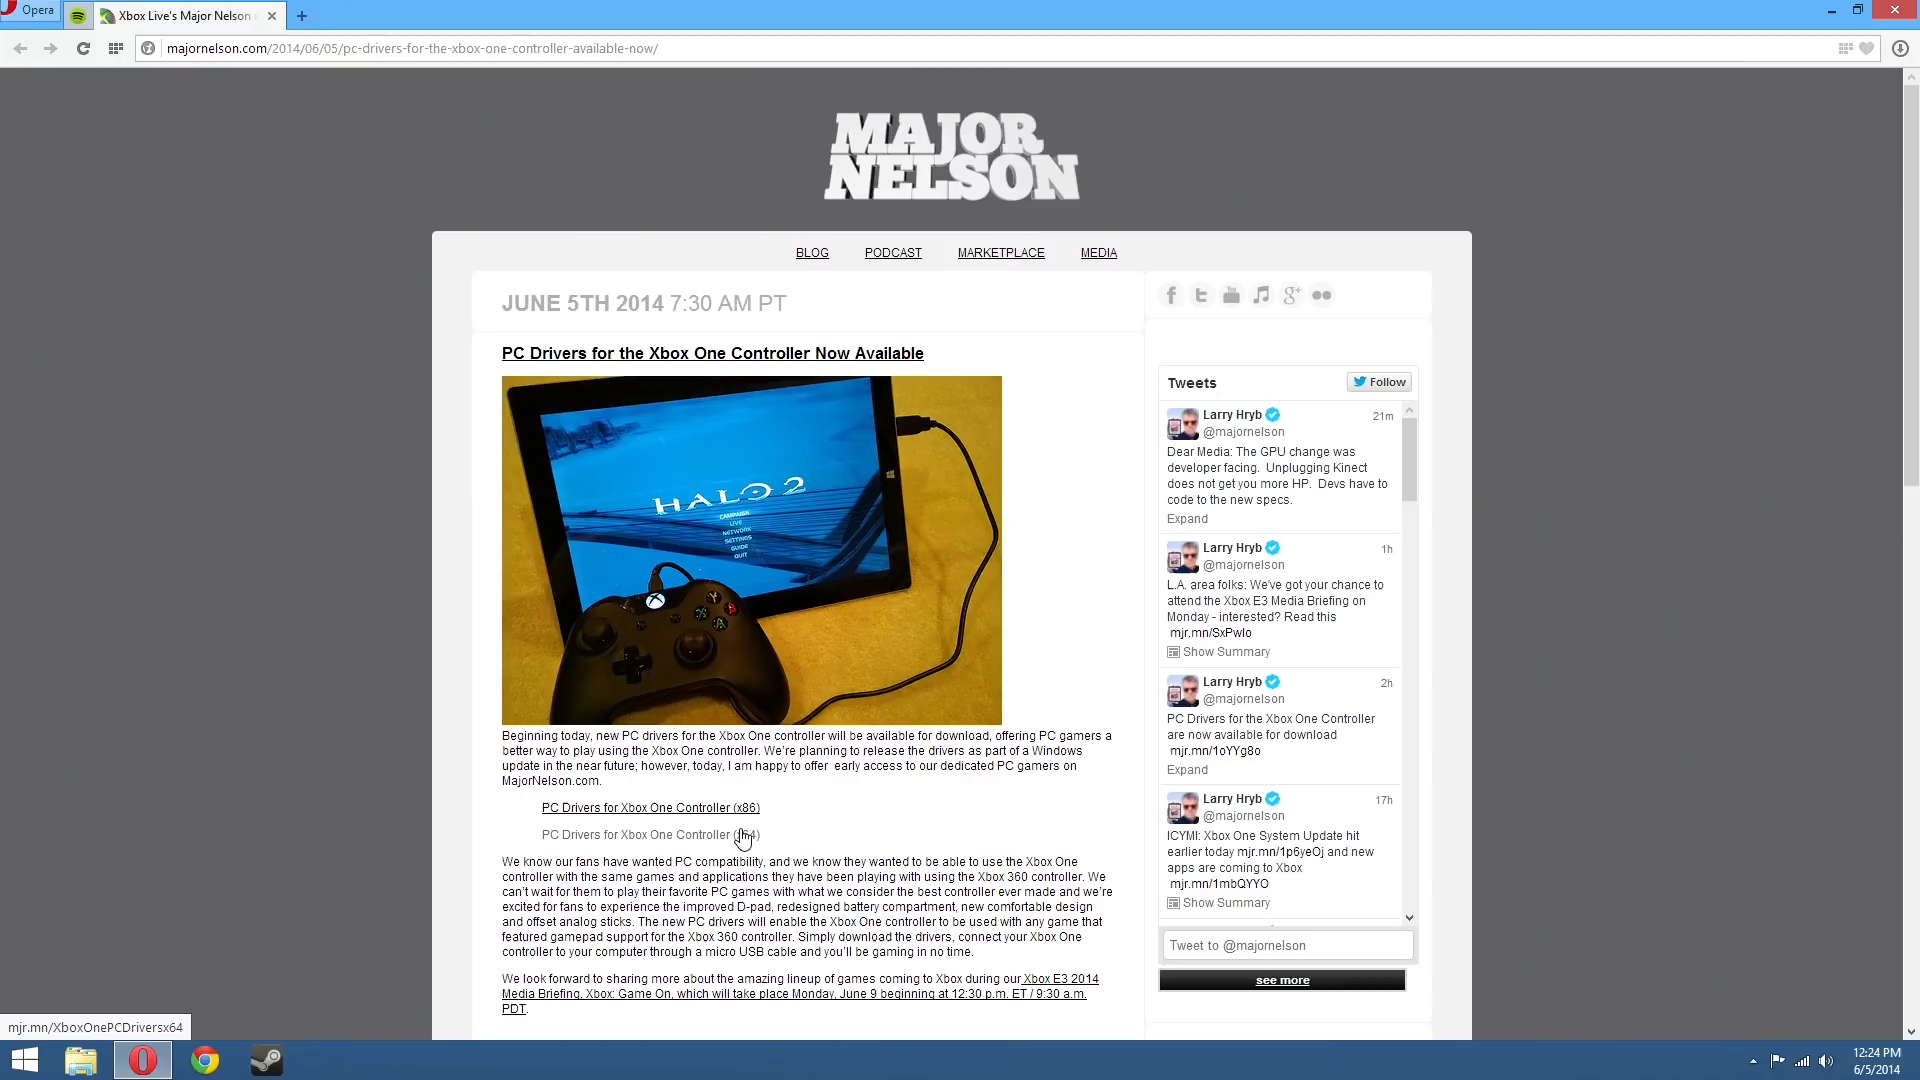 Opera
Xbox Live's Major Nelson
majornelson.com/2014/06/05/pc-drivers-for-the-xbox-one-controller-available-now/
MAJOR
NELSON
BLOG PODCAST MARKETPLACE MEDIA
JUNE 5TH 2014 7:30 AM PT
PC Drivers for the Xbox One Controller Now Available
HALO 2
CAMPAIGN
LIVE
NETWORK
SETTINGS
GUIDE
QUIT
Beginning today, new PC drivers for the Xbox One controller will be available for download, offering PC gamers a
better way to play using the Xbox One controller. We're planning to release the drivers as part of a Windows
update in the near future; however, today, I am happy to offer early access to our dedicated PC gamers on
MajorNelson.com.
PC Drivers for Xbox One Controller (x86)
PC Drivers for Xbox One Controller
We know our fans have wanted PC compatibility, and we know they wanted to be able to use the Xbox One
controller with the same games and applications they have been playing with using the Xbox 360 controller. We
can't wait for them to play their favorite PC games with what we consider the best controller ever made and we're
excited for fans to experience the improved D-pad, redesigned battery compartment, new comfortable design
and offset analog sticks. The new PC drivers will enable the Xbox One controller to be used with any game that
featured gamepad support for the Xbox 360 controller. Simply download the drivers, connect your Xbox One
controller to your computer through a micro USB cable and you'll be gaming in no time.
We look forward to sharing more about the amazing lineup of games coming to Xbox during our Xbox E3 2014
Media Briefing, Xbox: Game On, which will take place Monday, June 9 beginning at 12:30 p.m. ET / 9:30 a.m.
PDT.
Tweets
Follow
Larry Hryb 21m
@majornelson
Dear Media: The GPU change was
developer facing. Unplugging Kinect
does not get you more HP. Devs have to
code to the new specs.
Expand
Larry Hryb 1h
@majornelson
L.A. area folks: We've got your chance to
attend the Xbox E3 Media Briefing on
Monday - interested? Read this
mjr.mn/SxPwIo
Show Summary
Larry Hryb 2h
@majornelson
PC Drivers for the Xbox One Controller
are now available for download
mjr.mn/1oYYg8o
Expand
Larry Hryb 17h
@majornelson
ICYMI: Xbox One System Update hit
earlier today mjr.mn/1p6yeOj and new
apps are coming to Xbox
mjr.mn/1mbQYYO
Show Summary
Tweet to @majornelson
see more
mjr.mn/XboxOnePCDriversx64
12:24 PM
6/5/2014